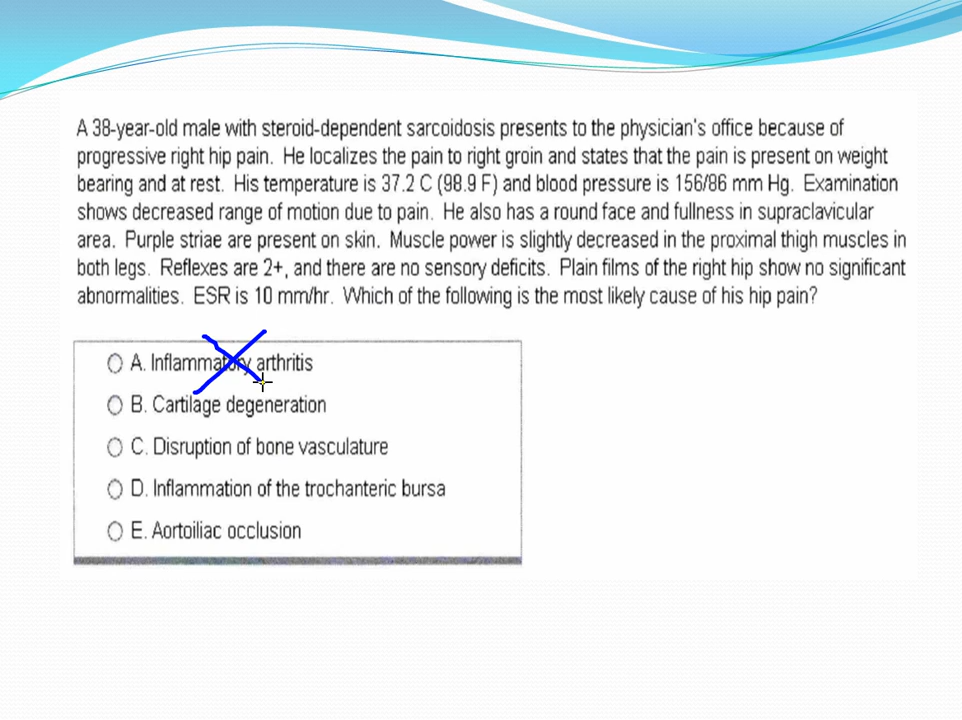 A 38-year-old male with steroid-dependent sarcoidosis presents to the physician's office because of
progressive right hip pain. He localizes the pain to right groin and states that the pain is present on weight
bearing and at rest. His temperature is 37.2 C (98.9 F) and blood pressure is 156/86 mm Hg. Examination
shows decreased range of motion due to pain. He also has a round face and fullness in supraclavicular
area. Purple striae are present on skin. Muscle power is slightly decreased in the proximal thigh muscles in
both legs. Reflexes are 2+, and there are no sensory deficits. Plain films of the right hip show no significant
abnormalities. ESR is 10 mm/hr. Which of the following is the most likely cause of his hip pain?
A. Inflammatory arthritis
B. Cartilage degeneration
C. Disruption of bone vasculature
D. Inflammation of the trochanteric bursa
E. Aortoiliac occlusion